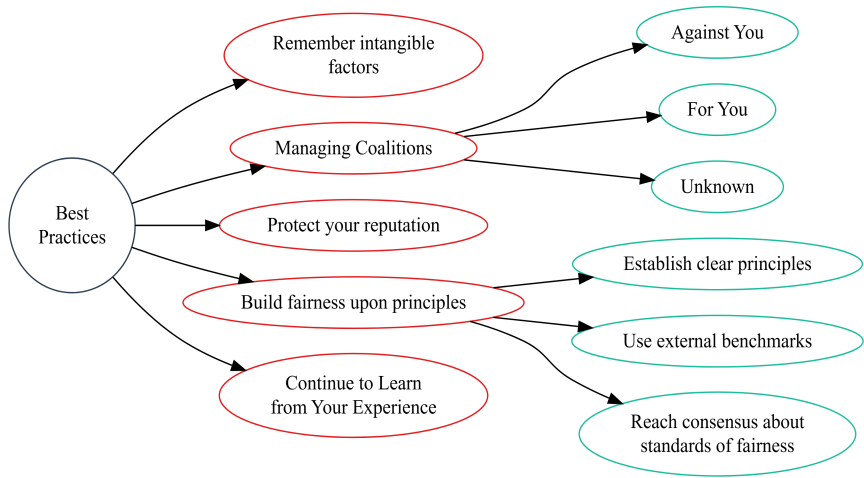 Best
Practices
Remember intangible
factors
Managing Coalitions
Protect your reputation
Build fairness upon principles
Continue to Learn
from Your Experience
Against You
For You
Unknown
Establish clear principles
Use external benchmarks
Reach consensus about
standards of fairness